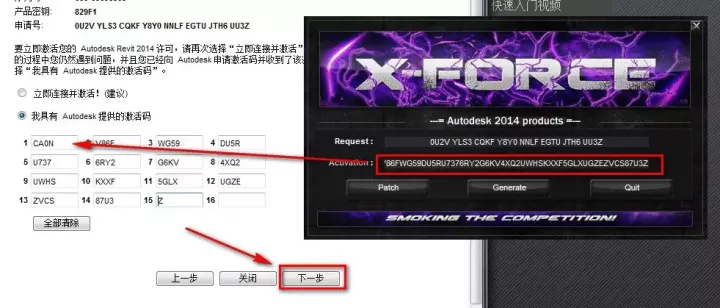 产品密钥: 829F1
申请号: 0U2V YLS3 CQKF Y8Y0 NNLF EGTU JTH6 UU3Z
要立即激活您的 Autodesk Revit 2014 许可，请再次选择“立即连接并激活”
的过程中您仍然遇到问题，并且您已经向 Autodesk 申请激活码并收到了该
择“我具有 Autodesk 提供的激活码”。
立即连接并激活! (建议)
我具有 Autodesk 提供的激活码
1 CA0N 2 V86F 3 WG59 4 DU5R
5 U737 6 6RY2 7 G6KV 8 4XQ2
9 UWHS 10 KXXF 11 5GLX 12 UGZE
13 ZVCS 14 87U3 15 Z 16
全部清除
上一步 关闭 下一步
快速入门视频
X-FORCE
---= Autodesk 2014 products =---
Request : 0U2V YLS3 CQKF Y8Y0 NNLF EGTU JTH6 UU3Z
Activation : '86FWG59DU5RU7376RY2G6KV4XQ2UWHSKXXF5GLXUGZEZVCS87U3Z
Patch Generate Quit
SMOKING THE COMPETITION!